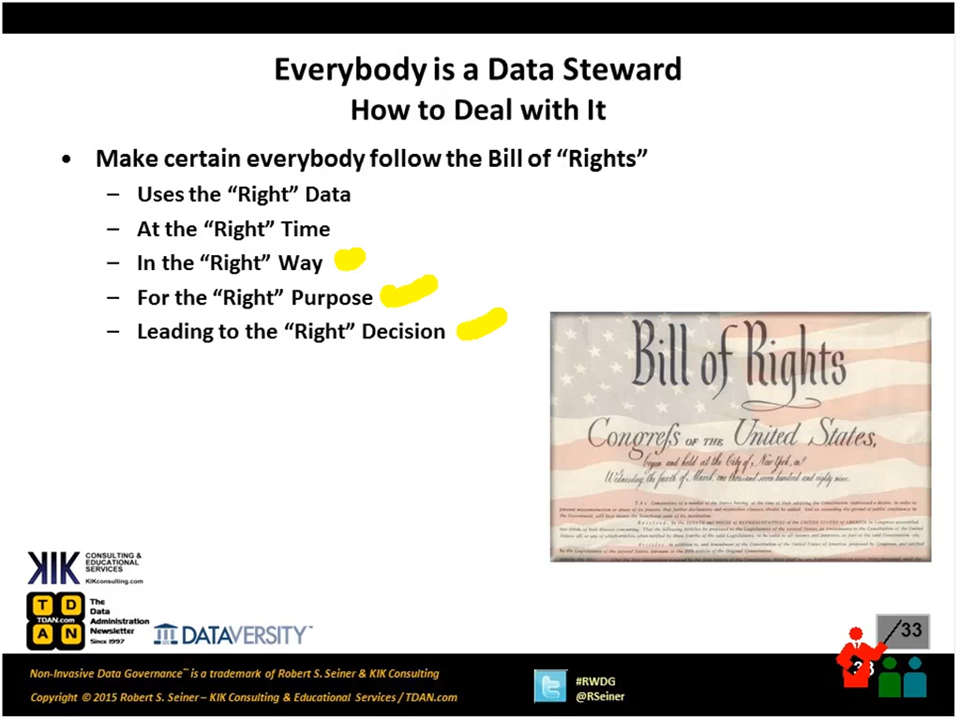 Everybody is a Data Steward
How to Deal with It
• Make certain everybody follow the Bill of “Rights”
– Uses the “Right” Data
– At the “Right” Time
– In the “Right” Way
– For the “Right” Purpose
– Leading to the “Right” Decision
Bill of Rights
Congreſs OF THE United States,
begun and held at the City of New York, on
Wednesday, the fourth of March, one thousand seven hundred and eighty nine.
KIK CONSULTING &
EDUCATIONAL
SERVICES
KIKconsulting.com
TDAN.com
The
Data
Administration
Newsletter
Since 1997
DATAVERSITY™
/33
Non-Invasive Data Governance™ is a trademark of Robert S. Seiner & KIK Consulting
Copyright © 2015 Robert S. Seiner – KIK Consulting & Educational Services / TDAN.com
#RWDG
@RSeiner